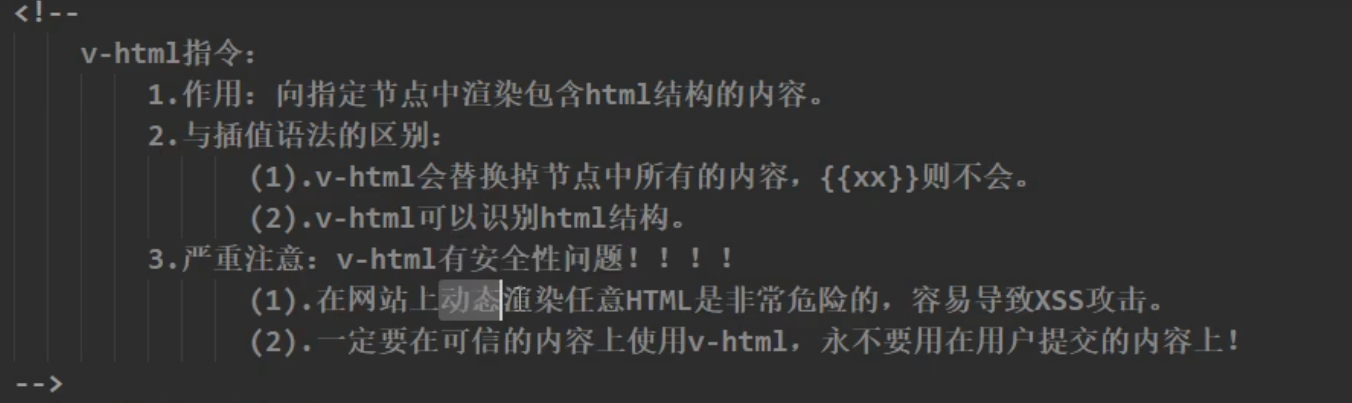 <!--
v-html指令：
1.作用：向指定节点中渲染包含html结构的内容。
2.与插值语法的区别：
(1).v-html会替换掉节点中所有的内容，{{xx}}则不会。
(2).v-html可以识别html结构。
3.严重注意：v-html有安全性问题！！！！
(1).在网站上动态渲染任意HTML是非常危险的，容易导致XSS攻击。
(2).一定要在可信的内容上使用v-html，永不要用在用户提交的内容上！
-->